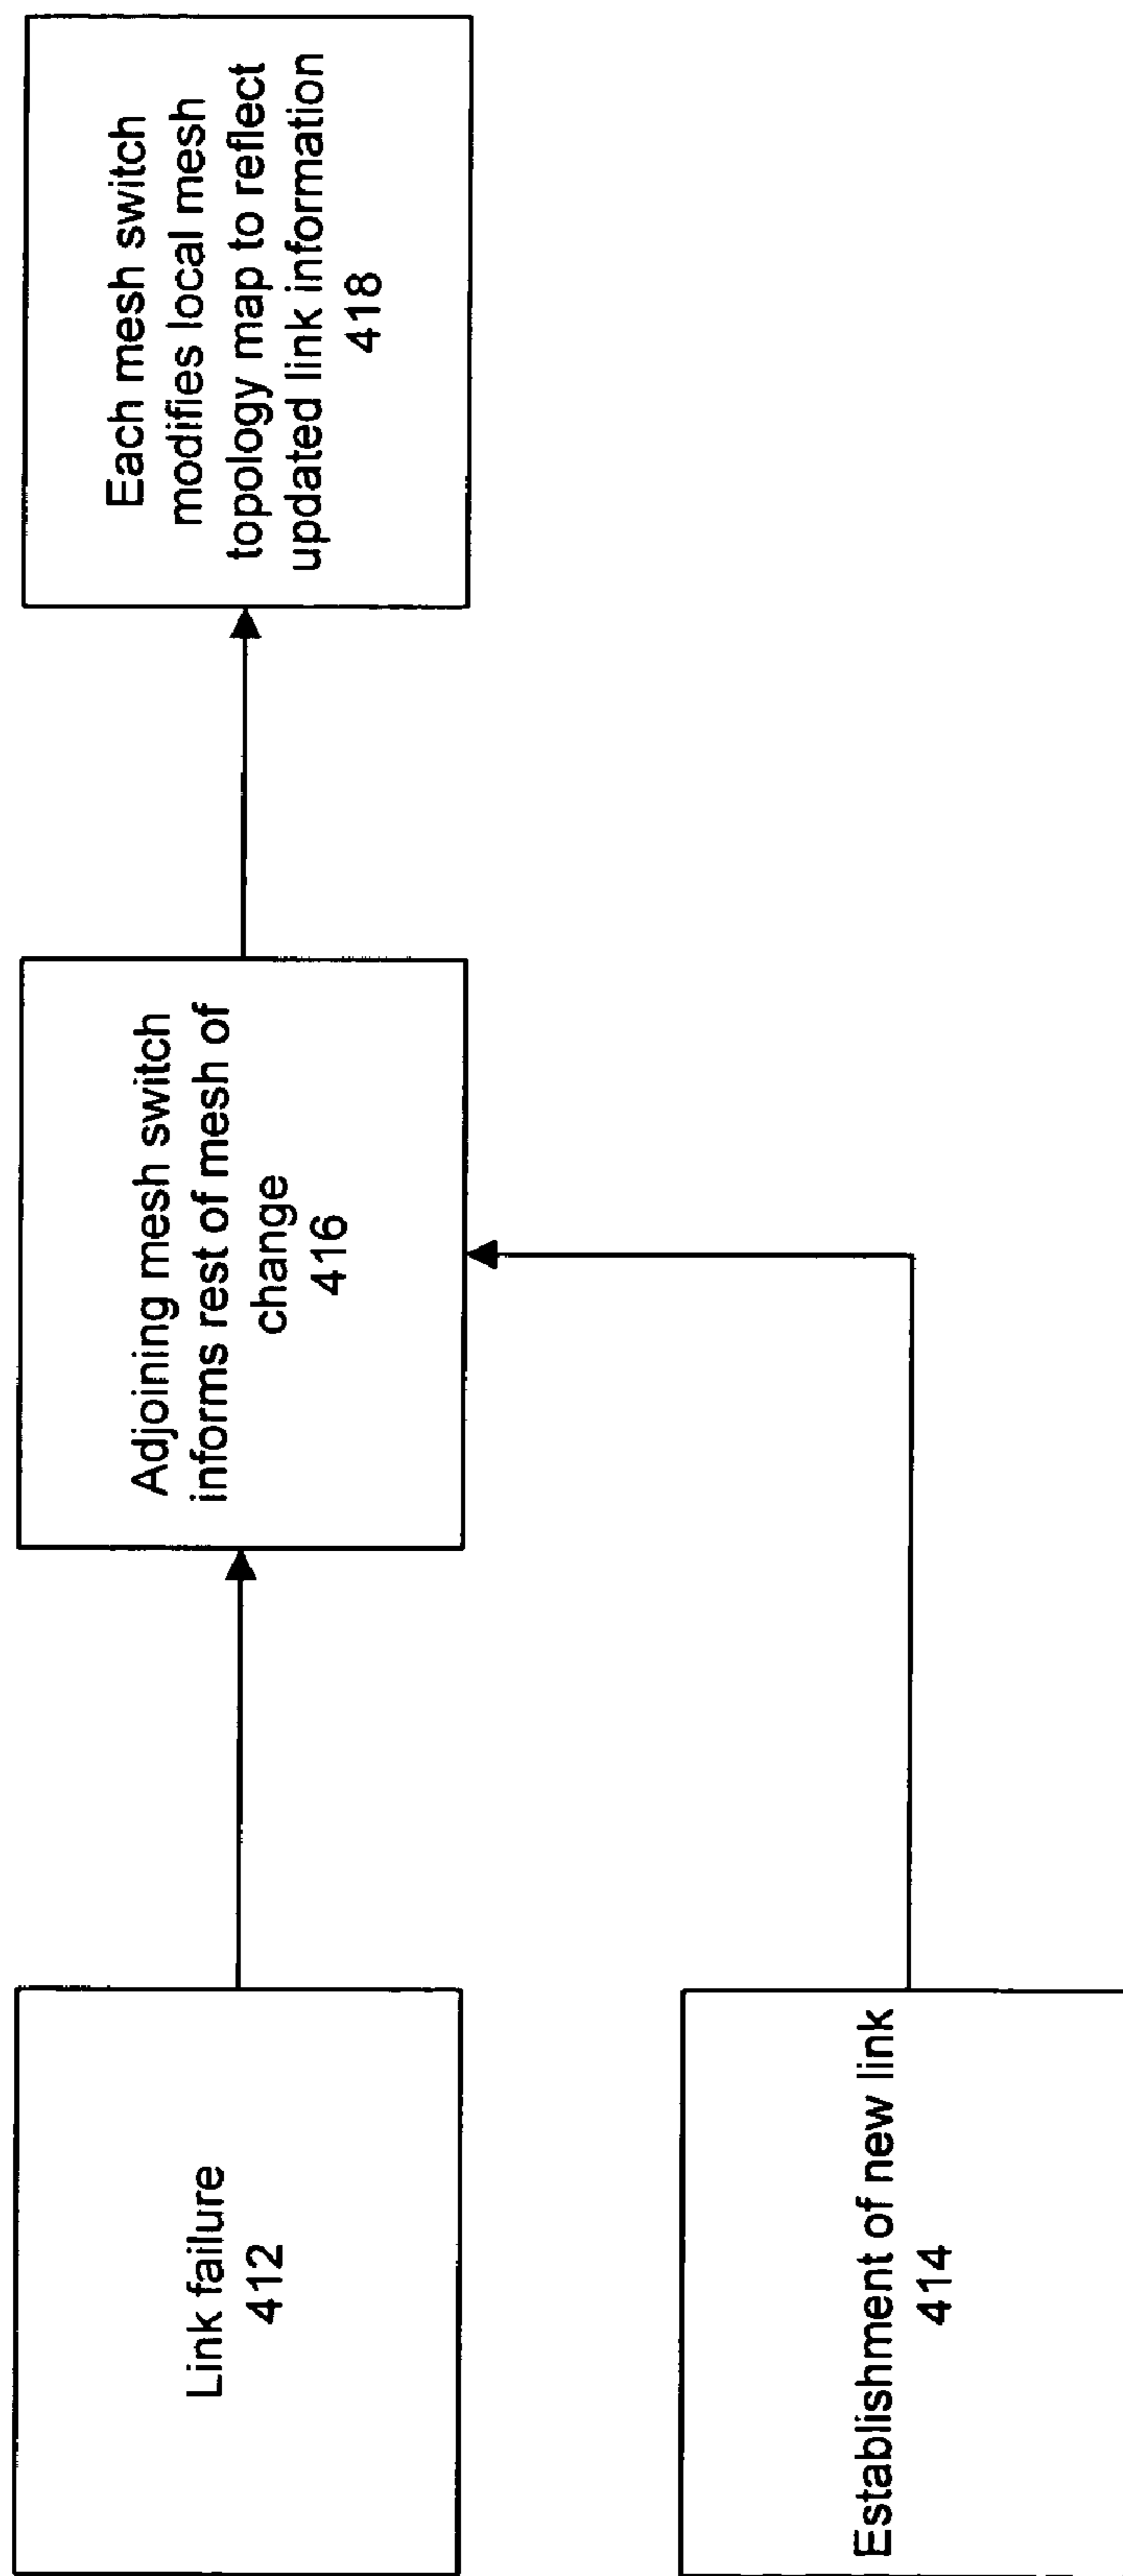 Link failure
412
Adjoining mesh switch
informs rest of mesh of
change
416
Each mesh switch
modifies local mesh
topology map to reflect
updated link information
418
Establishment of new link
414